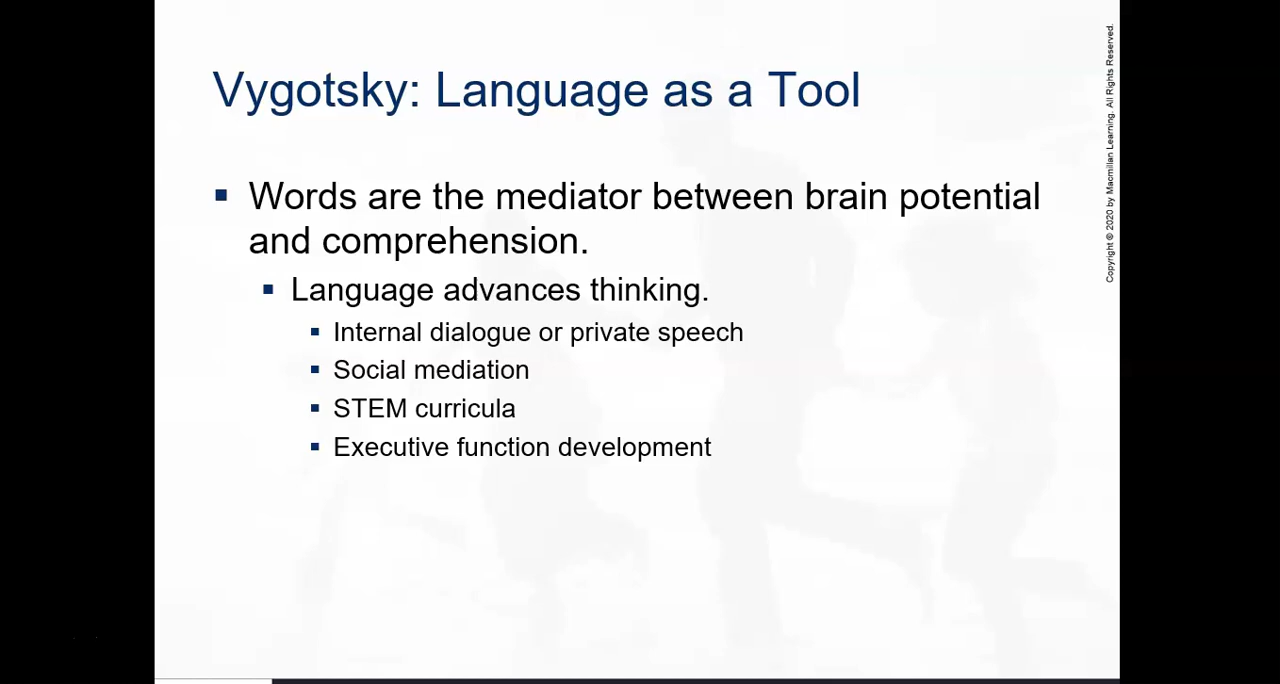 Vygotsky: Language as a Tool
▪ Words are the mediator between brain potential
and comprehension.
▪ Language advances thinking.
▪ Internal dialogue or private speech
▪ Social mediation
▪ STEM curricula
▪ Executive function development
Copyright © 2020 by Macmillan Learning. All Rights Reserved.